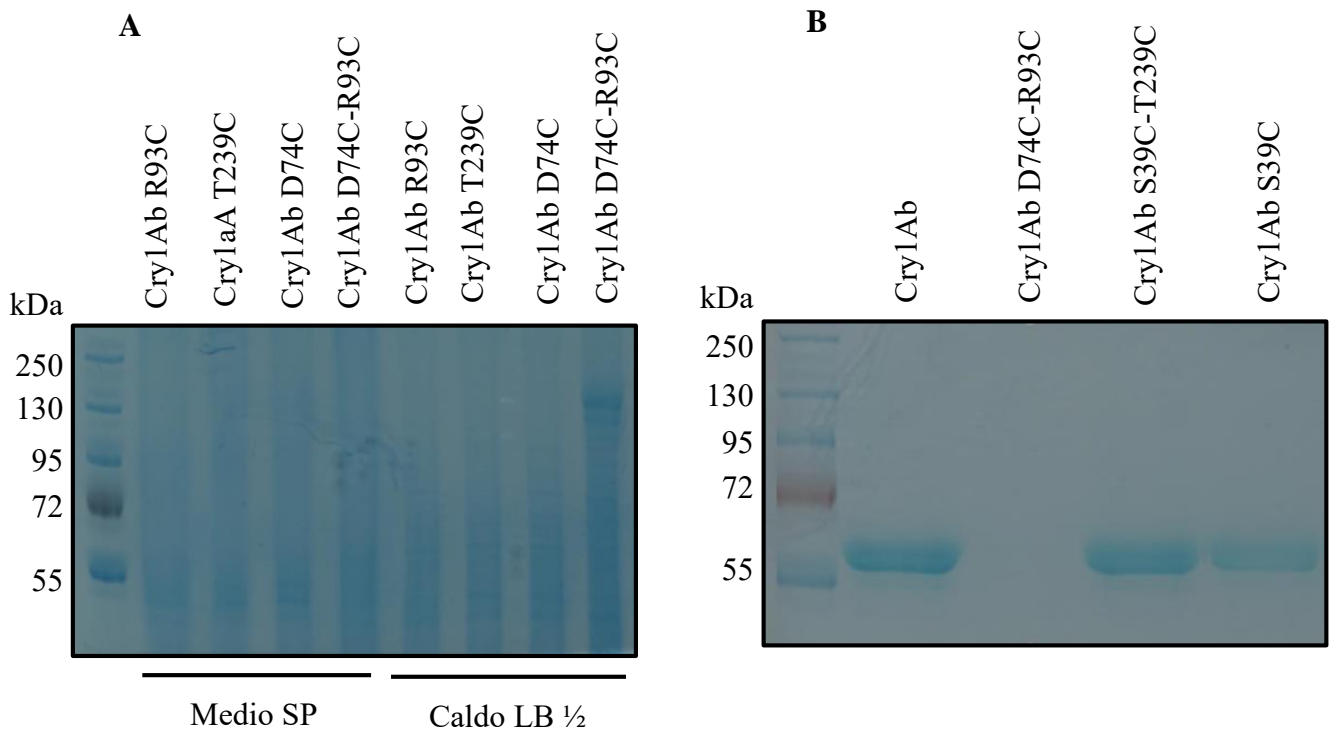 A
Cry1Ab R93C
Cry1aA T239C
Cry1Ab D74C
Cry1Ab D74C-R93C
Cry1Ab R93C
Cry1Ab T239C
Cry1Ab D74C
Cry1Ab D74C-R93C
kDa
250
130
95
72
55
Medio SP
Caldo LB ½
B
Cry1Ab
Cry1Ab D74C-R93C
Cry1Ab S39C-T239C
Cry1Ab S39C
kDa
250
130
95
72
55